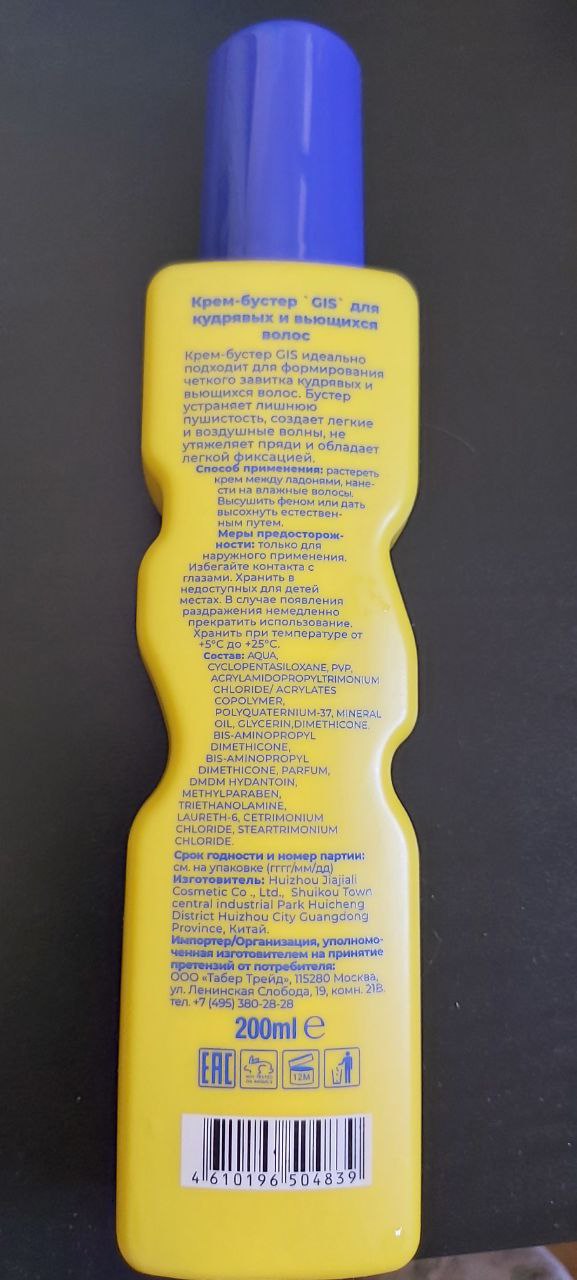 Крем-бустер `GIS` для
кудрявых и вьющихся
волос
Крем-бустер GIS идеально
подходит для формирования
четкого завитка кудрявых и
вьющихся волос. Бустер
устраняет лишнюю
пушистость, создает легкие
и воздушные волны, не
утяжеляет пряди и обладает
легкой фиксацией.
Способ применения: растереть
крем между ладонями, нане-
сти на влажные волосы.
Высушить феном или дать
высохнуть естествен-
ным путем.
Меры предосторож-
ности: только для
наружного применения.
Избегайте контакта с
глазами. Хранить в
недоступных для детей
местах. В случае появления
раздражения немедленно
прекратить использование.
Хранить при температуре от
+5°C до +25°C.
Состав: AQUA,
CYCLOPENTASILOXANE, PVP,
ACRYLAMIDOPROPYLTRIMONIUM
CHLORIDE/ ACRYLATES
COPOLYMER,
POLYQUATERNIUM-37, MINERAL
OIL, GLYCERIN,DIMETHICONE,
BIS-AMINOPROPYL
DIMETHICONE,
BIS-AMINOPROPYL
DIMETHICONE, PARFUM,
DMDM HYDANTOIN,
METHYLPARABEN,
TRIETHANOLAMINE,
LAURETH-6, CETRIMONIUM
CHLORIDE, STEARTRIMONIUM
CHLORIDE.
Срок годности и номер партии:
см. на упаковке (гггг/мм/дд)
Изготовитель: Huizhou Jiajiali
Cosmetic Co ., Ltd., Shuikou Town
central industrial Park Huicheng
District Huizhou City Guangdong
Province, Китай.
Импортер/Организация, уполномо-
ченная изготовителем на принятие
претензий от потребителя:
ООО «Табер Трейд», 115280 Москва,
ул. Ленинская Слобода, 19, комн. 21В.
тел. +7 (495) 380-28-28
200ml e
EAC
NOT TESTED
ON ANIMALS
12M
4 610196 504839